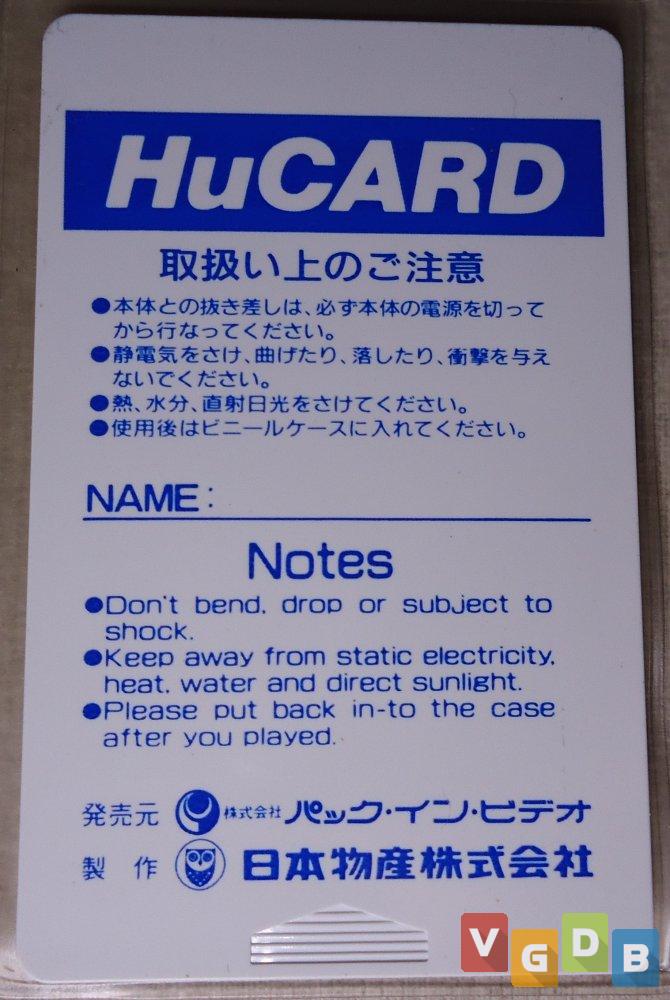 HuCARD
取扱い上のご注意
●本体との抜き差しは、必ず本体の電源を切って
から行なってください。
●静電気をさけ、曲げたり、落したり、衝撃を与え
ないでください。
●熱、水分、直射日光をさけてください。
●使用後はビニールケースに入れてください。
NAME:
Notes
●Don't bend, drop or subject to
shock.
●Keep away from static electricity,
heat, water and direct sunlight.
●Please put back in-to the case
after you played.
発売元 株式会社 パック・イン・ビデオ
製作 日本物産株式会社
VGDB